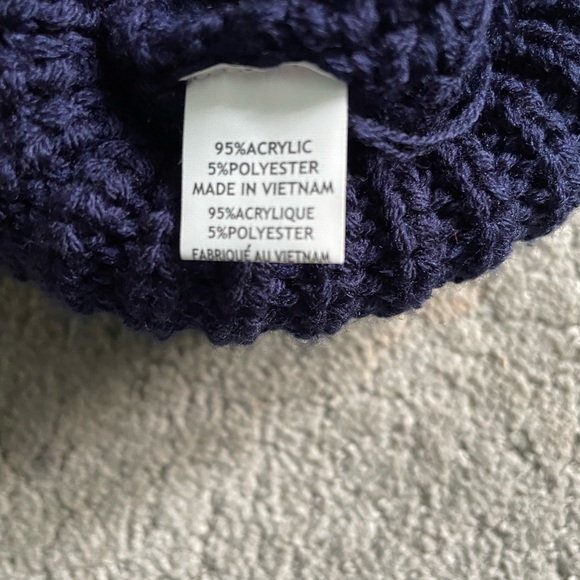 95%ACRYLIC
5%POLYESTER
MADE IN VIETNAM
95%ACRYLIQUE
5%POLYESTER
FABRIQUÉ AU VIETNAM